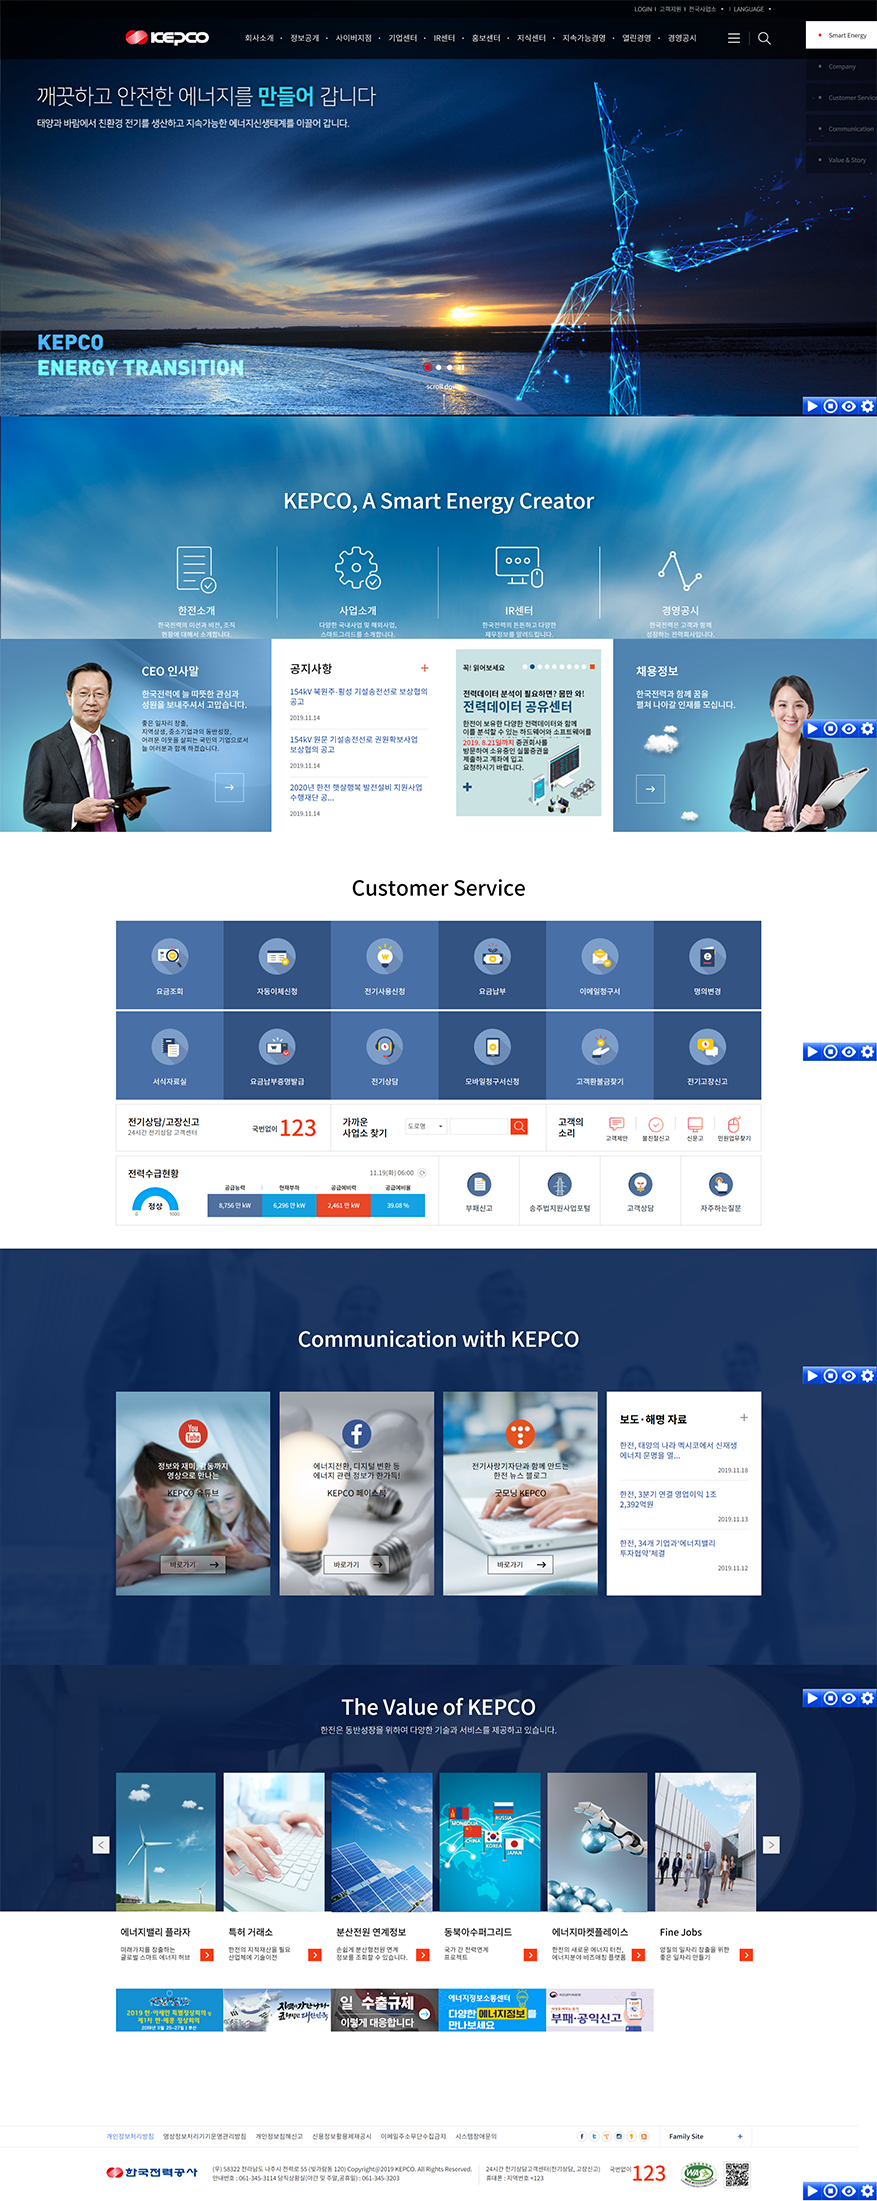 LOGIN | 고객지원 | 전국사업소 | LANGUAGE
KEPCO
회사소개 · 정보공개 · 사이버지점 · 기업센터 · IR센터 · 홍보센터 · 지식센터 · 지속가능경영 · 열린경영 · 경영공시
Smart Energy
Company
Customer Service
Communication
Value & Story
깨끗하고 안전한 에너지를 만들어 갑니다
태양과 바람에서 친환경 전기를 생산하고 지속가능한 에너지신생태계를 이끌어 갑니다.
KEPCO
ENERGY TRANSITION
scroll down
KEPCO, A Smart Energy Creator
한전소개
한국전력의 미션과 비전, 조직
현황에 대해서 소개합니다.
사업소개
다양한 국내사업 및 해외사업,
스마트그리드를 소개합니다.
IR센터
한국전력의 튼튼하고 다양한
재무정보를 알려드립니다.
경영공시
한국전력은 고객과 함께
성장하는 전력회사입니다.
CEO 인사말
한국전력에 늘 따뜻한 관심과
성원을 보내주셔서 고맙습니다.
좋은 일자리 창출,
지역상생, 중소기업과의 동반성장,
어려운 이웃을 살피는 국민의 기업으로서
늘 여러분과 함께 하겠습니다.
공지사항
154kV 북원주-횡성 기설송전선로 보상협의
공고
2019.11.14
154kV 원문 기설송전선로 권원확보사업
보상협의 공고
2019.11.14
2020년 한전 햇살행복 발전설비 지원사업
수행재단 공...
2019.11.14
꼭! 읽어보세요
전력데이터 분석이 필요하면? 몸만 와!
전력데이터 공유센터
한전이 보유한 다양한 전력데이터와 함께
이를 분석할 수 있는 하드웨어와 소프트웨어를
2019. 8.21일까지 증권회사를
방문하여 소유중인 실물증권을
제출하고 계좌에 입고
요청하시기 바랍니다.
채용정보
한국전력과 함께 꿈을
펼쳐 나아갈 인재를 모십니다.
Customer Service
요금조회
자동이체신청
전기사용신청
요금납부
이메일청구서
명의변경
서식자료실
요금납부증명발급
전기상담
모바일청구서신청
고객환불금찾기
전기고장신고
전기상담/고장신고
24시간 전기상담 고객센터
국번없이 123
가까운
사업소 찾기
도로명
고객의
소리
고객제안
불친절신고
신문고
민원업무찾기
전력수급현황
11.19(화) 06:00
정상
0 1000
공급능력 현재부하 공급예비력 공급예비율
8,756 만 kW 6,296 만 kW 2,461 만 kW 39.08 %
부패신고
송주법지원사업포털
고객상담
자주하는질문
Communication with KEPCO
You
Tube
정보와 재미, 감동까지
영상으로 만나는
KEPCO 유튜브
바로가기
에너지전환, 디지털 변환 등
에너지 관련 정보가 한가득!
KEPCO 페이스북
바로가기
전기사랑기자단과 함께 만드는
한전 뉴스 블로그
굿모닝 KEPCO
바로가기
보도·해명 자료
한전, 태양의 나라 멕시코에서 신재생
에너지 문명을 열...
2019.11.18
한전, 3분기 연결 영업이익 1조
2,392억원
2019.11.13
한전, 34개 기업과'에너지밸리
투자협약'체결
2019.11.12
The Value of KEPCO
한전은 동반성장을 위하여 다양한 기술과 서비스를 제공하고 있습니다.
MONGOLIA
RUSSIA
CHINA
KOREA
JAPAN
에너지밸리 플라자
미래가치를 창출하는
글로벌 스마트 에너지 허브
특허 거래소
한전의 지적재산을 필요
산업체에 기술이전
분산전원 연계정보
손쉽게 분산형전원 연계
정보를 조회할 수 있습니다.
동북아수퍼그리드
국가 간 전력연계
프로젝트
에너지마켓플레이스
한전의 새로운 에너지 터전,
에너지분야 비즈매칭 플랫폼
Fine Jobs
양질의 일자리 창출을 위한
좋은 일자리 만들기
2019 한·아세안 특별정상회의 및
제1차 한·메콩 정상회의
2019년 11월 25-27일 | 부산
일 수출규제
이렇게 대응합니다
에너지정보소통센터
다양한 에너지정보를
만나보세요
부패·공익신고
개인정보처리방침 영상정보처리기기운영관리방침 개인정보침해신고 신용정보활용체제공시 이메일주소무단수집금지 시스템장애문의
Family Site
한국전력공사
(우) 58322 전라남도 나주시 전력로 55 (빛가람동 120) Copyright@2019 KEPCO. All Rights Reserved.
안내번호 : 061-345-3114 당직상황실(야간 및 주말,공휴일) : 061-345-3203
24시간 전기상담고객센터(전기상담, 고장신고)
휴대폰 : 지역번호 +123
국번없이 123
WA